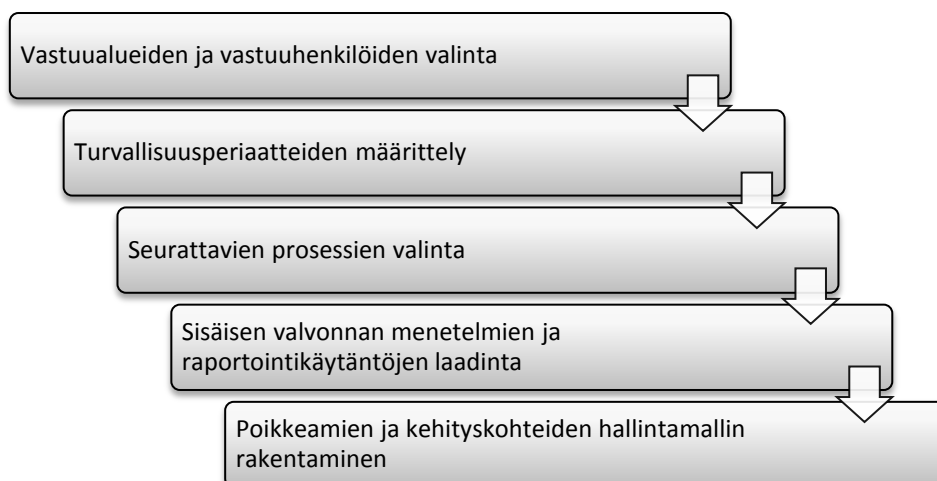 Vastuualueiden ja vastuuhenkilöiden valinta
Turvallisuusperiaatteiden määrittely
Seurattavien prosessien valinta
Sisäisen valvonnan menetelmien ja
raportointikäytäntöjen laadinta
Poikkeamien ja kehityskohteiden hallintamallin
rakentaminen